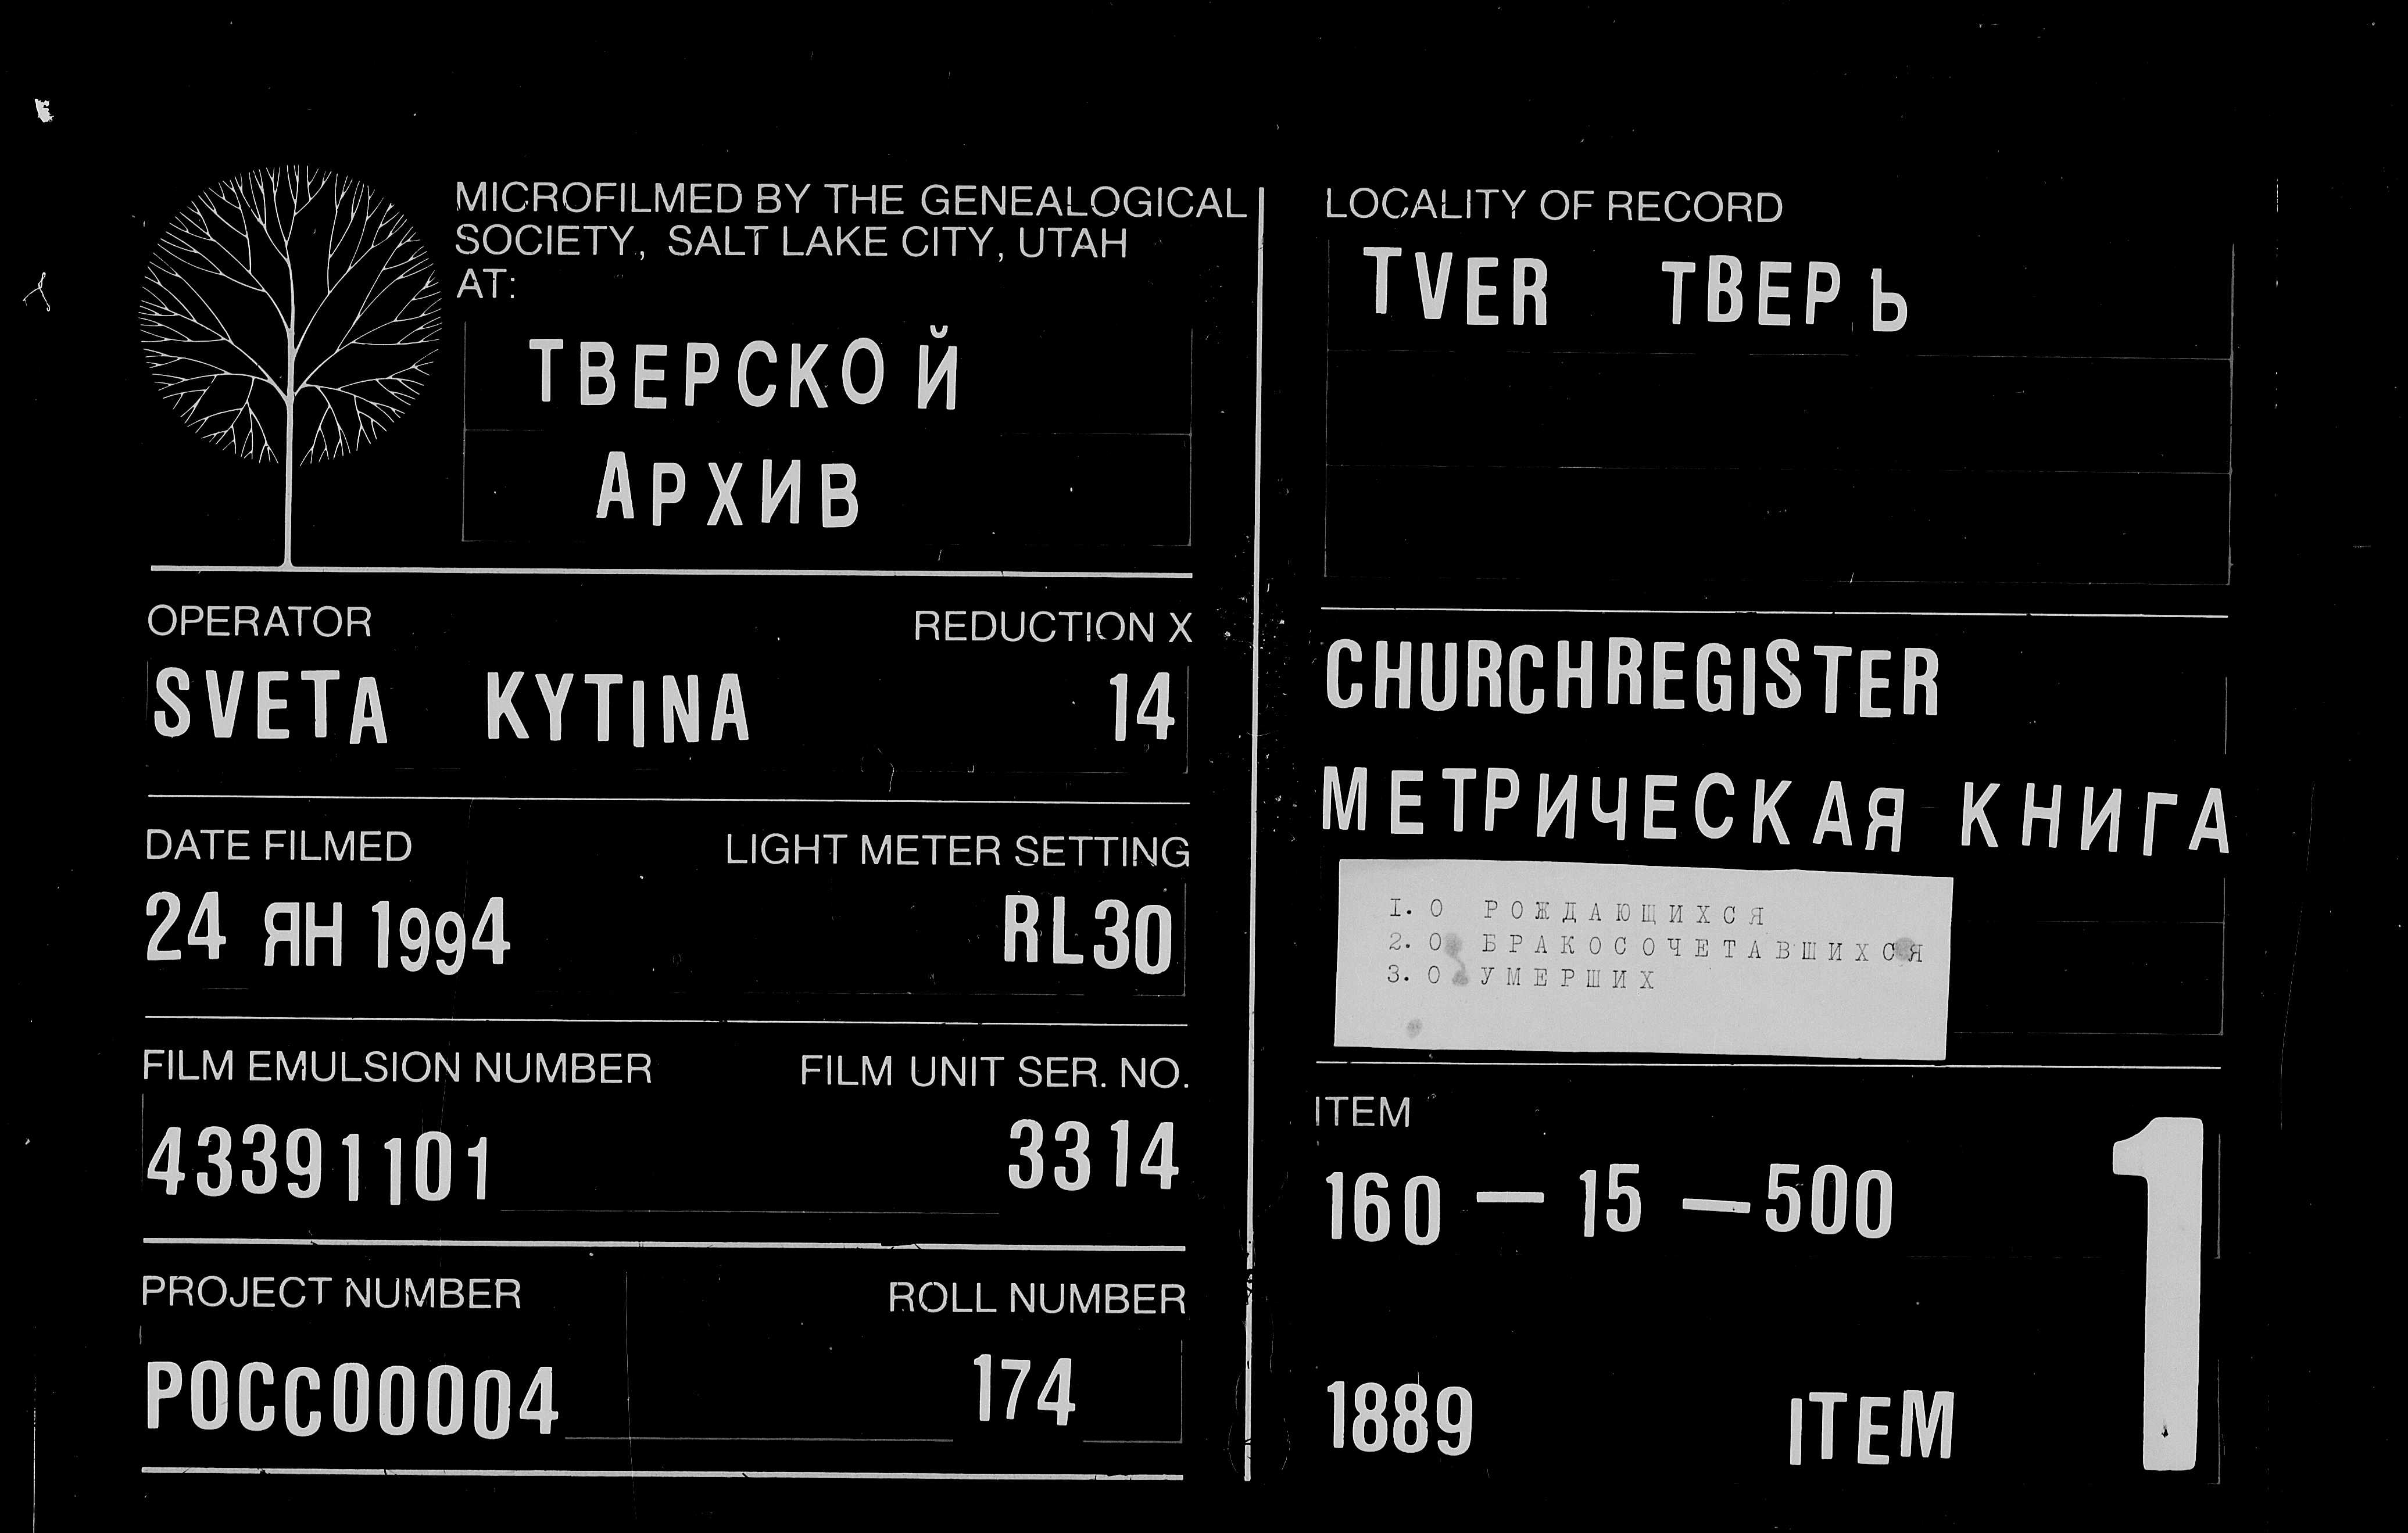 MICROFILMED BY THE GENEALOGICAL
SOCIETY, SALT LAKE CITY, UTAH
AT:
ТВЕРСКОЙ
АРХИВ
OPERATOR REDUCTION X
SVETA KYTINA 14
DATE FILMED LIGHT METER SETTING
24 ЯН 1994 RL30
FILM EMULSION NUMBER FILM UNIT SER. NO.
43391101 3314
PROJECT NUMBER ROLL NUMBER
РОСС00004 174
LOCALITY OF RECORD
TVER ТВЕРЬ
CHURCHREGISTER
МЕТРИЧЕСКАЯ КНИГА
1. О РОЖДАЮЩИХСЯ
2. О БРАКОСОЧЕТАВШИХСЯ
3. О УМЕРШИХ
ITEM
160 — 15 — 500
1889 ITEM 1